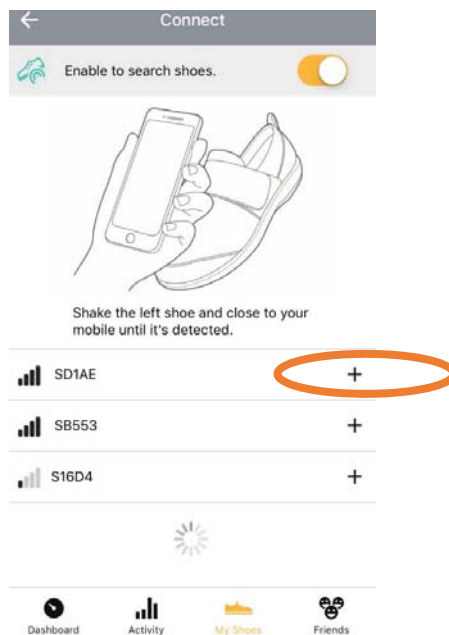 Connect
Enable to search shoes.
Shake the left shoe and close to your
mobile until it's detected.
SD1AE +
SB553 +
S16D4 +
Dashboard Activity My Shoes Friends